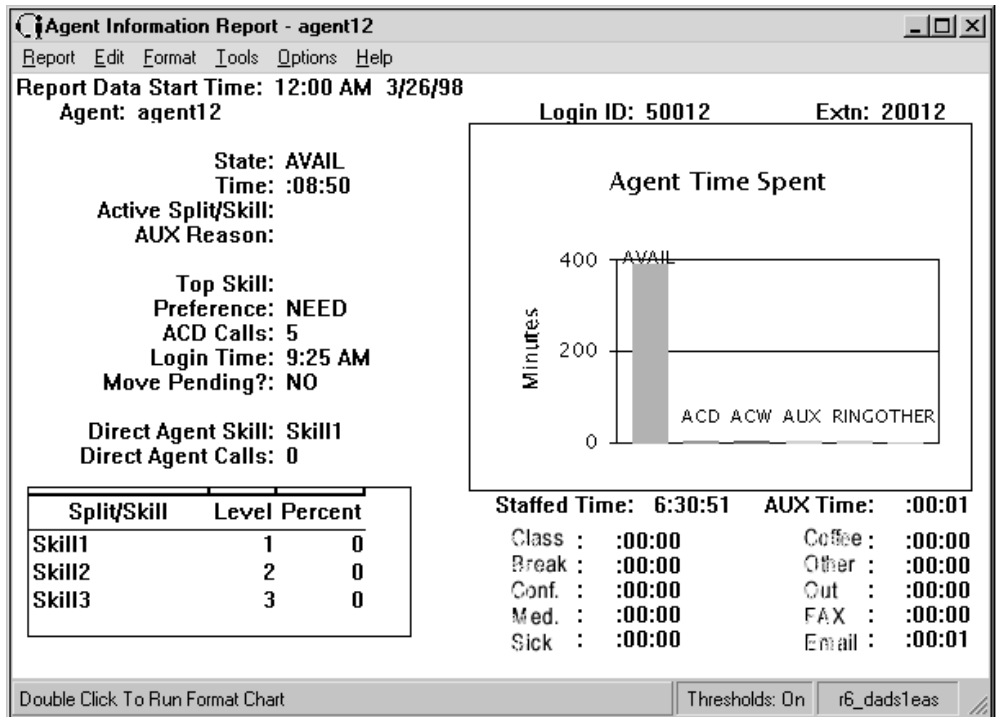 Agent Information Report - agent12
Report Edit Format Tools Options Help
Report Data Start Time: 12:00 AM 3/26/98
Agent: agent12 Login ID: 50012 Extn: 20012
State: AVAIL
Time: :08:50
Active Split/Skill:
AUX Reason:
Top Skill:
Preference: NEED
ACD Calls: 5
Login Time: 9:25 AM
Move Pending?: NO
Direct Agent Skill: Skill1
Direct Agent Calls: 0
Split/Skill Level Percent
Skill1 1 0
Skill2 2 0
Skill3 3 0
Agent Time Spent
Minutes
400
200
0
AVAIL
ACD ACW AUX RINGOTHER
Staffed Time: 6:30:51 AUX Time: :00:01
Class : :00:00 Coffee : :00:00
Break : :00:00 Other : :00:00
Conf. : :00:00 Out : :00:00
Med. : :00:00 FAX : :00:00
Sick : :00:00 Email : :00:01
Double Click To Run Format Chart Thresholds: On r6_dads1eas